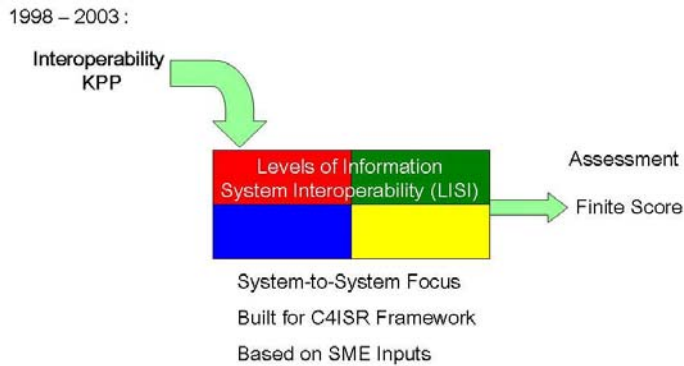 1998 – 2003 :
Interoperability
KPP
Levels of Information
System Interoperability (LISI)
Assessment
Finite Score
System-to-System Focus
Built for C4ISR Framework
Based on SME Inputs